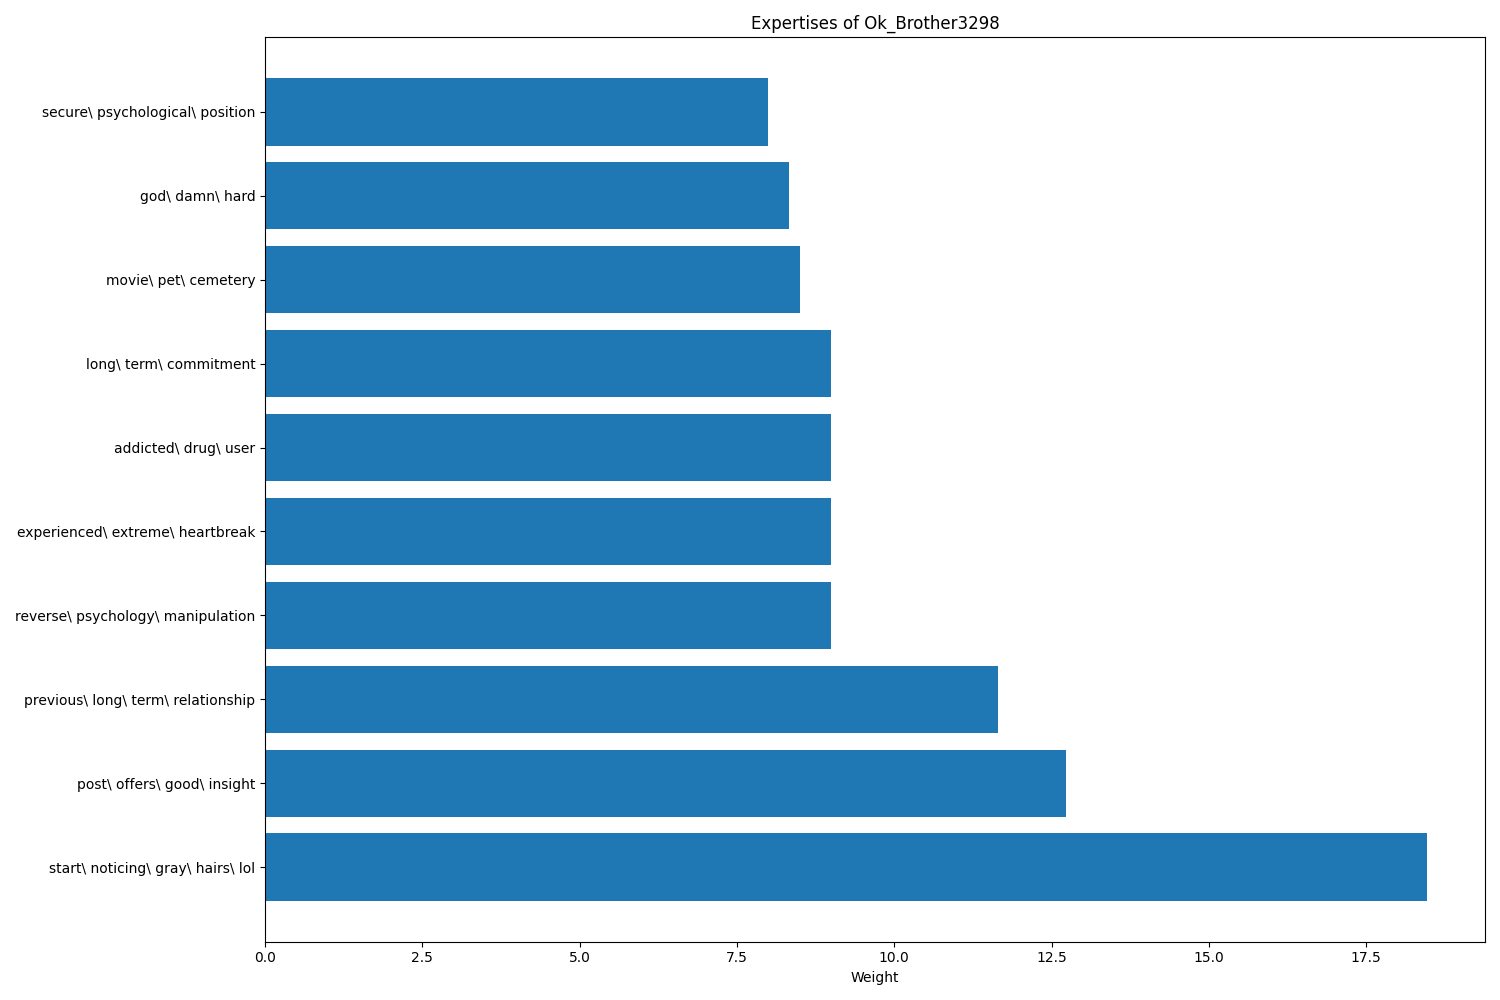 Expertises of Ok_Brother3298
secure\ psychological\ position
god\ damn\ hard
movie\ pet\ cemetery
long\ term\ commitment
addicted\ drug\ user
experienced\ extreme\ heartbreak
reverse\ psychology\ manipulation
previous\ long\ term\ relationship
post\ offers\ good\ insight
start\ noticing\ gray\ hairs\ lol
0.0 2.5 5.0 7.5 10.0 12.5 15.0 17.5
Weight